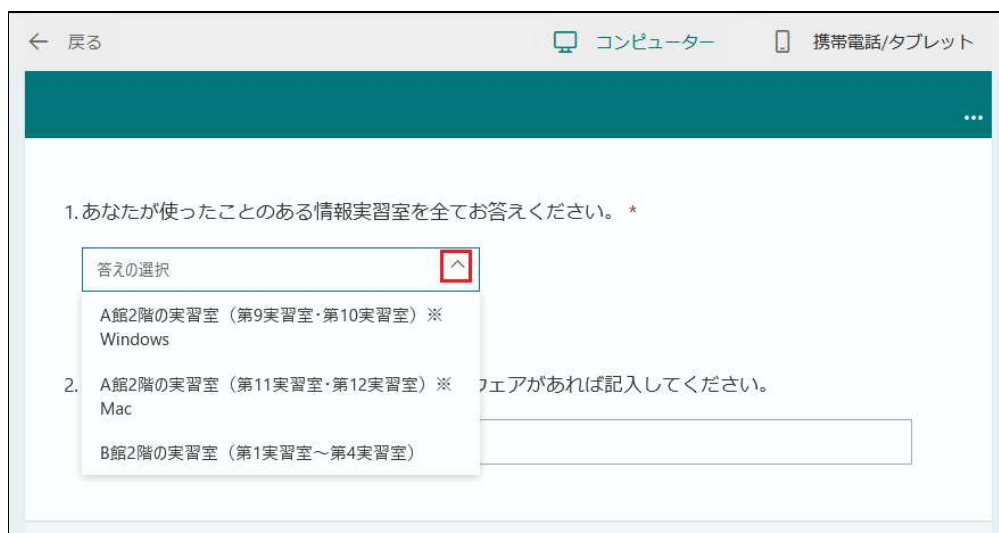 戻る
コンピューター
携帯電話/タブレット
...
1.あなたが使ったことのある情報実習室を全てお答えください。 *
答えの選択
A館2階の実習室（第9実習室・第10実習室）※
Windows
A館2階の実習室（第11実習室・第12実習室）※
Mac
B館2階の実習室（第1実習室～第4実習室）
2.
ウェアがあれば記入してください。